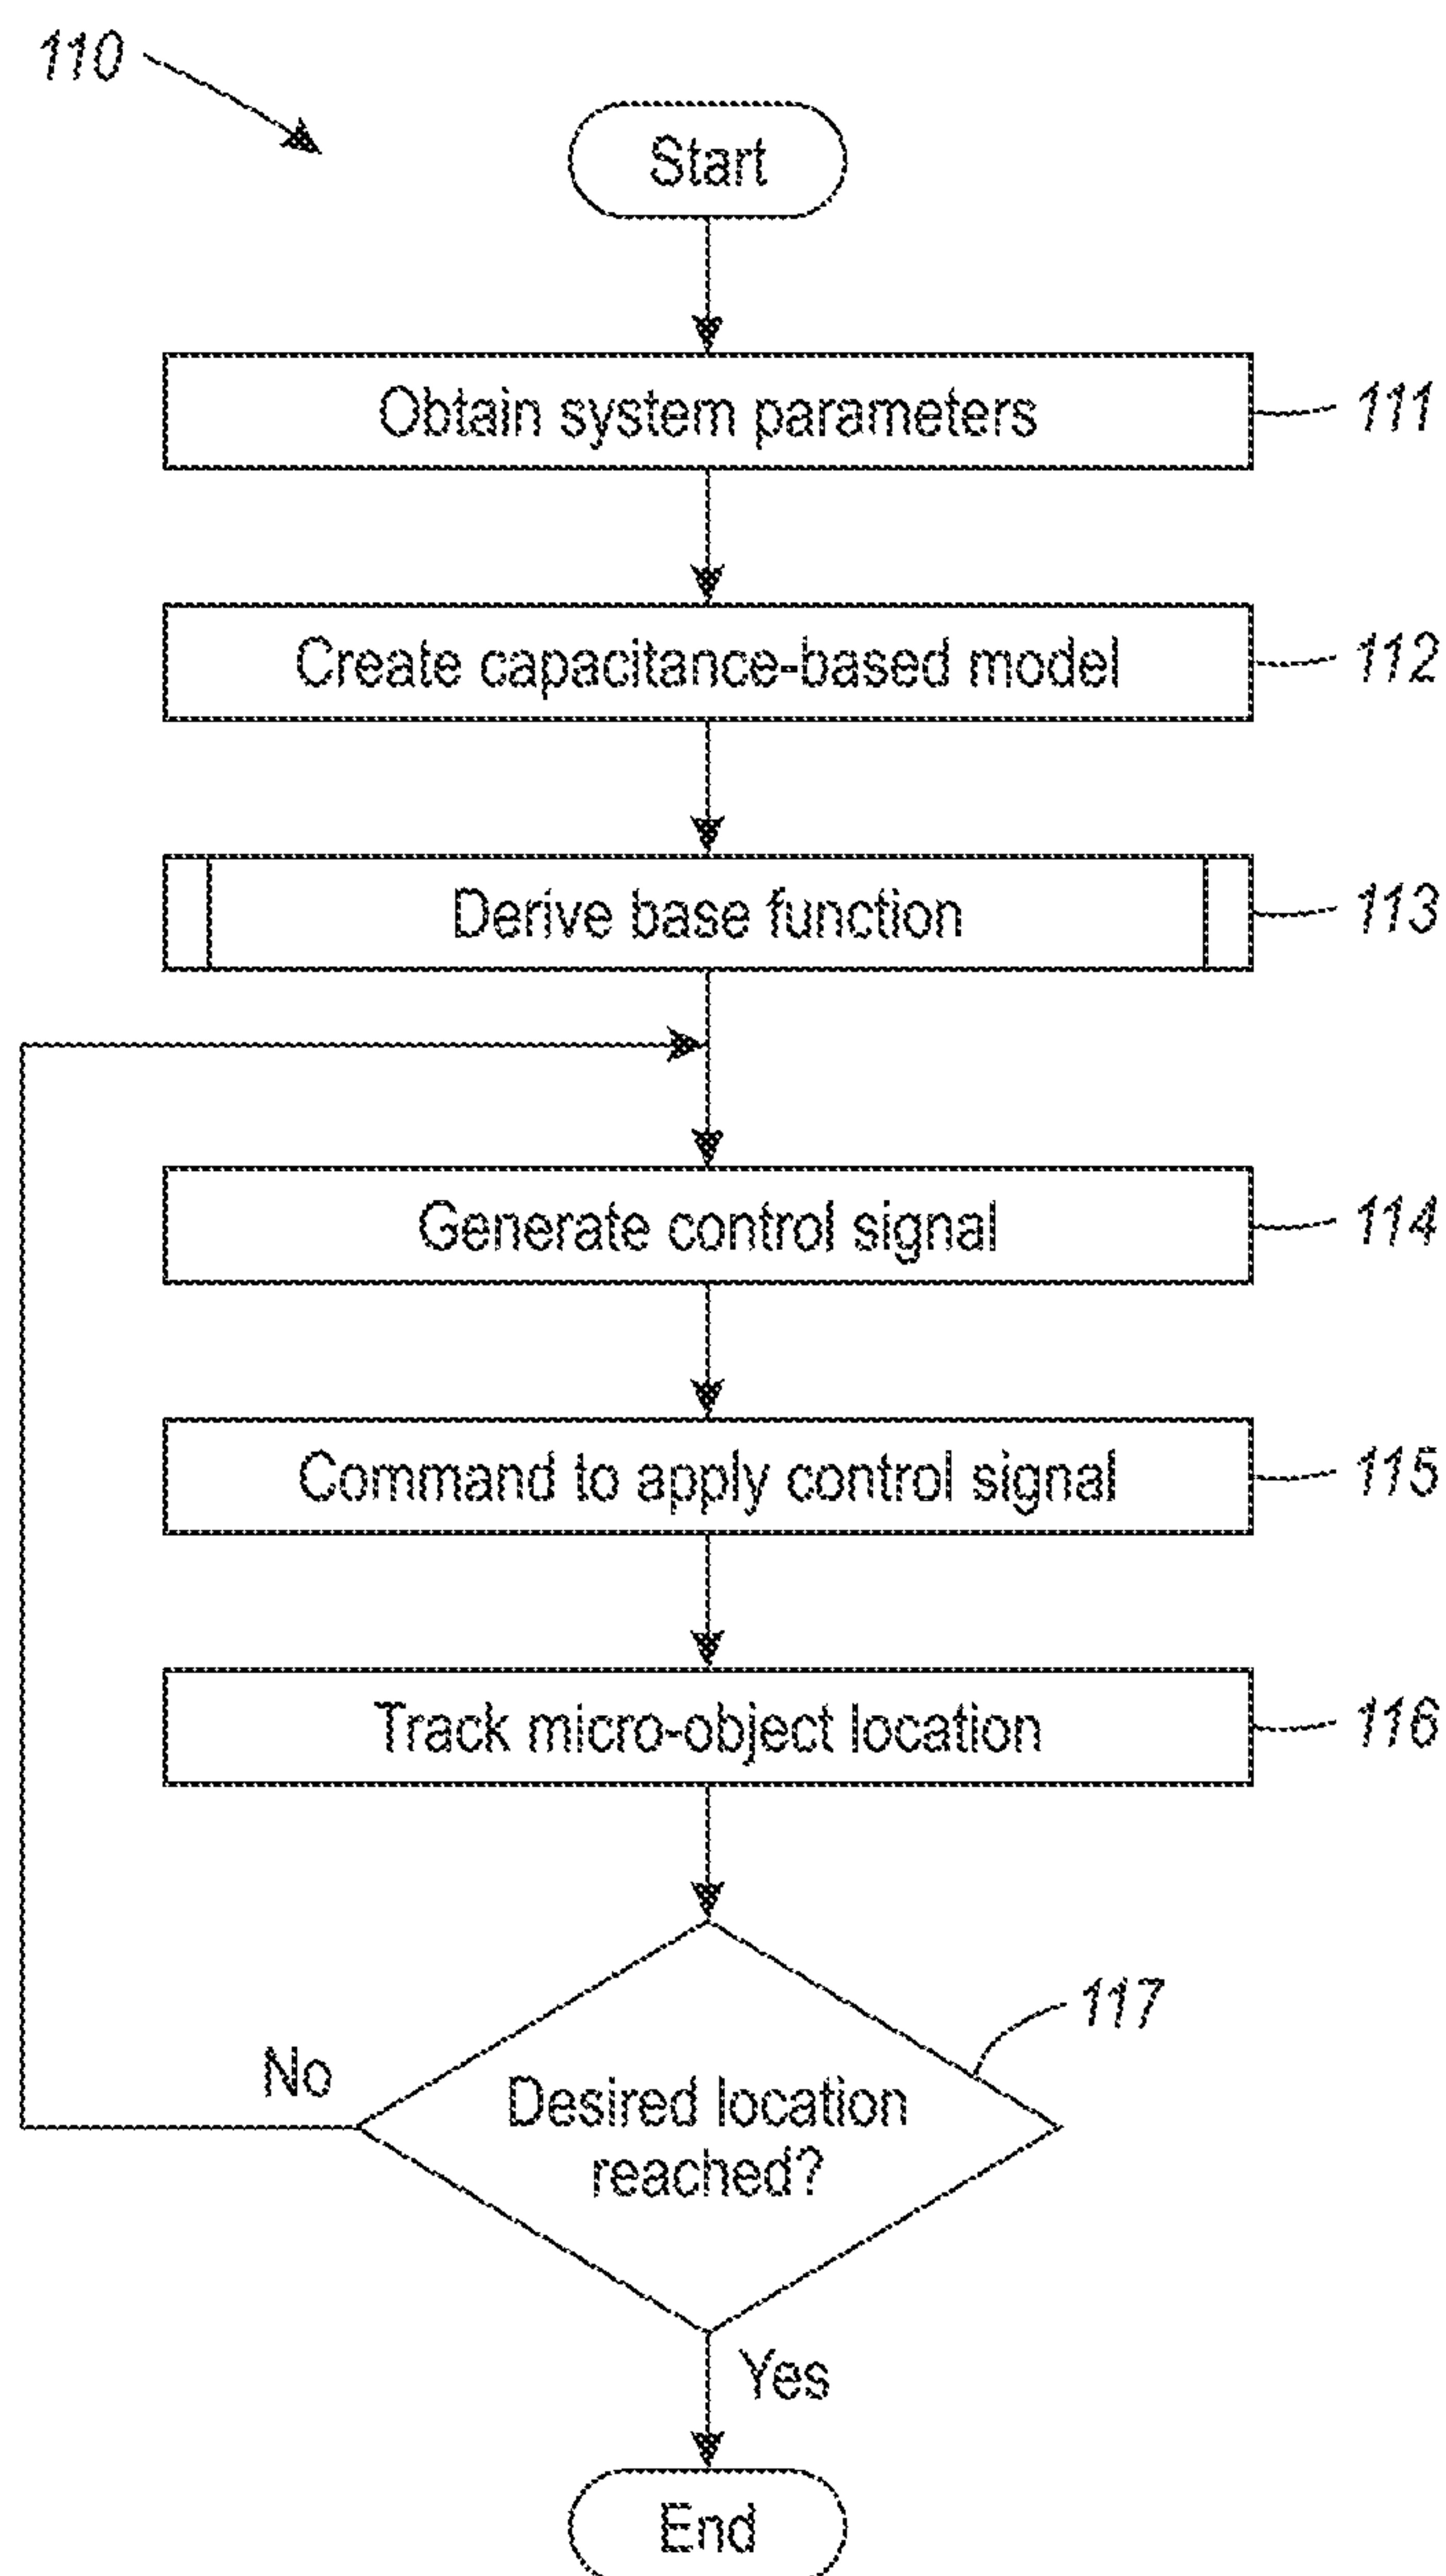 110
Start
Obtain system parameters
111
Create capacitance-based model
112
Derive base function
113
Generate control signal
114
Command to apply control signal
115
Track micro-object location
116
117
Desired location
reached?
No
Yes
End